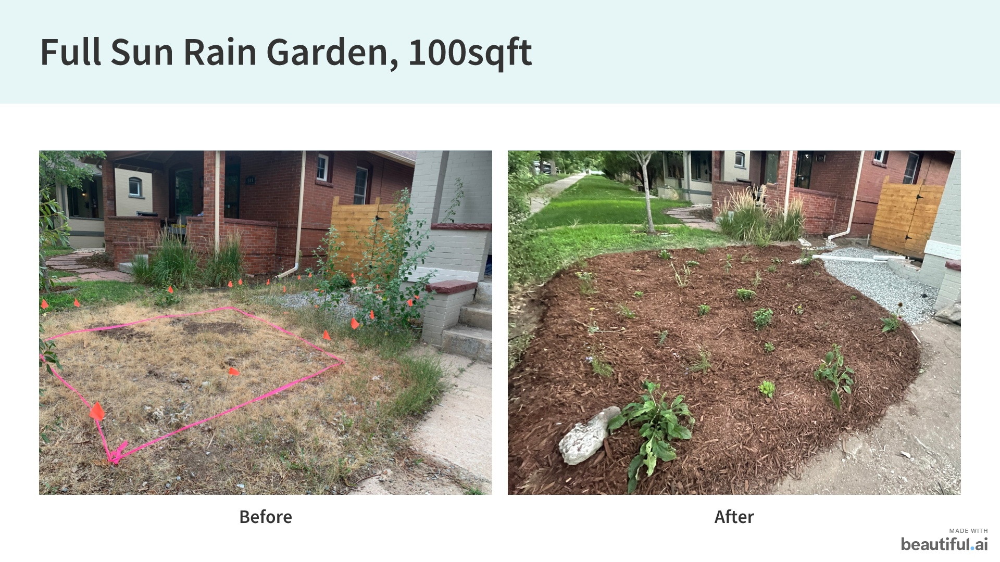 Full Sun Rain Garden, 100sqft
Before
After
MADE WITH
beautiful.ai